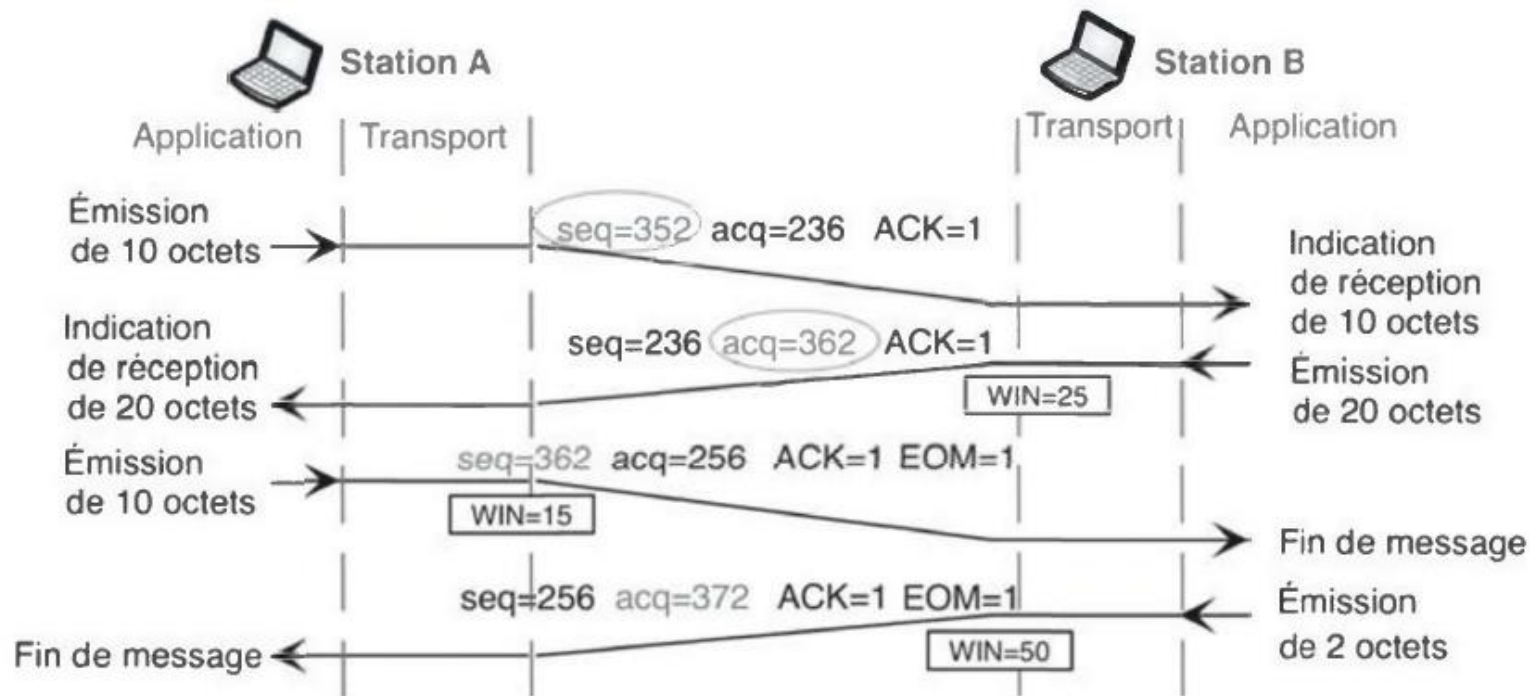 Station A
Station B
Application
Transport
Transport
Application
Émission
de 10 octets
seq=352 acq=236 ACK=1
Indication
de réception
de 10 octets
Indication
de réception
de 20 octets
seq=236 acq=362 ACK=1
WIN=25
Émission
de 20 octets
Émission
de 10 octets
seq=362 acq=256 ACK=1 EOM=1
WIN=15
Fin de message
seq=256 acq=372 ACK=1 EOM=1
Émission
de 2 octets
Fin de message
WIN=50